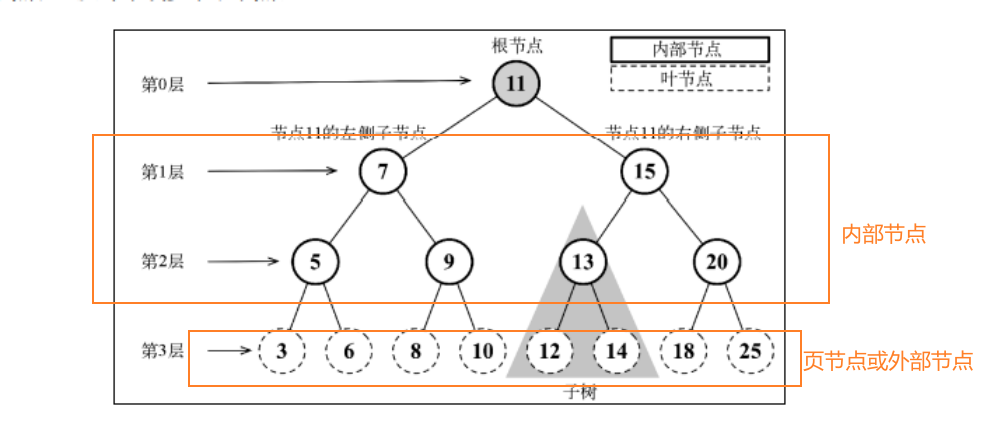 根节点
内部节点
叶节点
第0层
11
节点11的左侧子节点
节点11的右侧子节点
第1层
7
15
内部节点
第2层
5
9
13
20
第3层
3
6
8
10
12
14
18
25
页节点或外部节点
子树